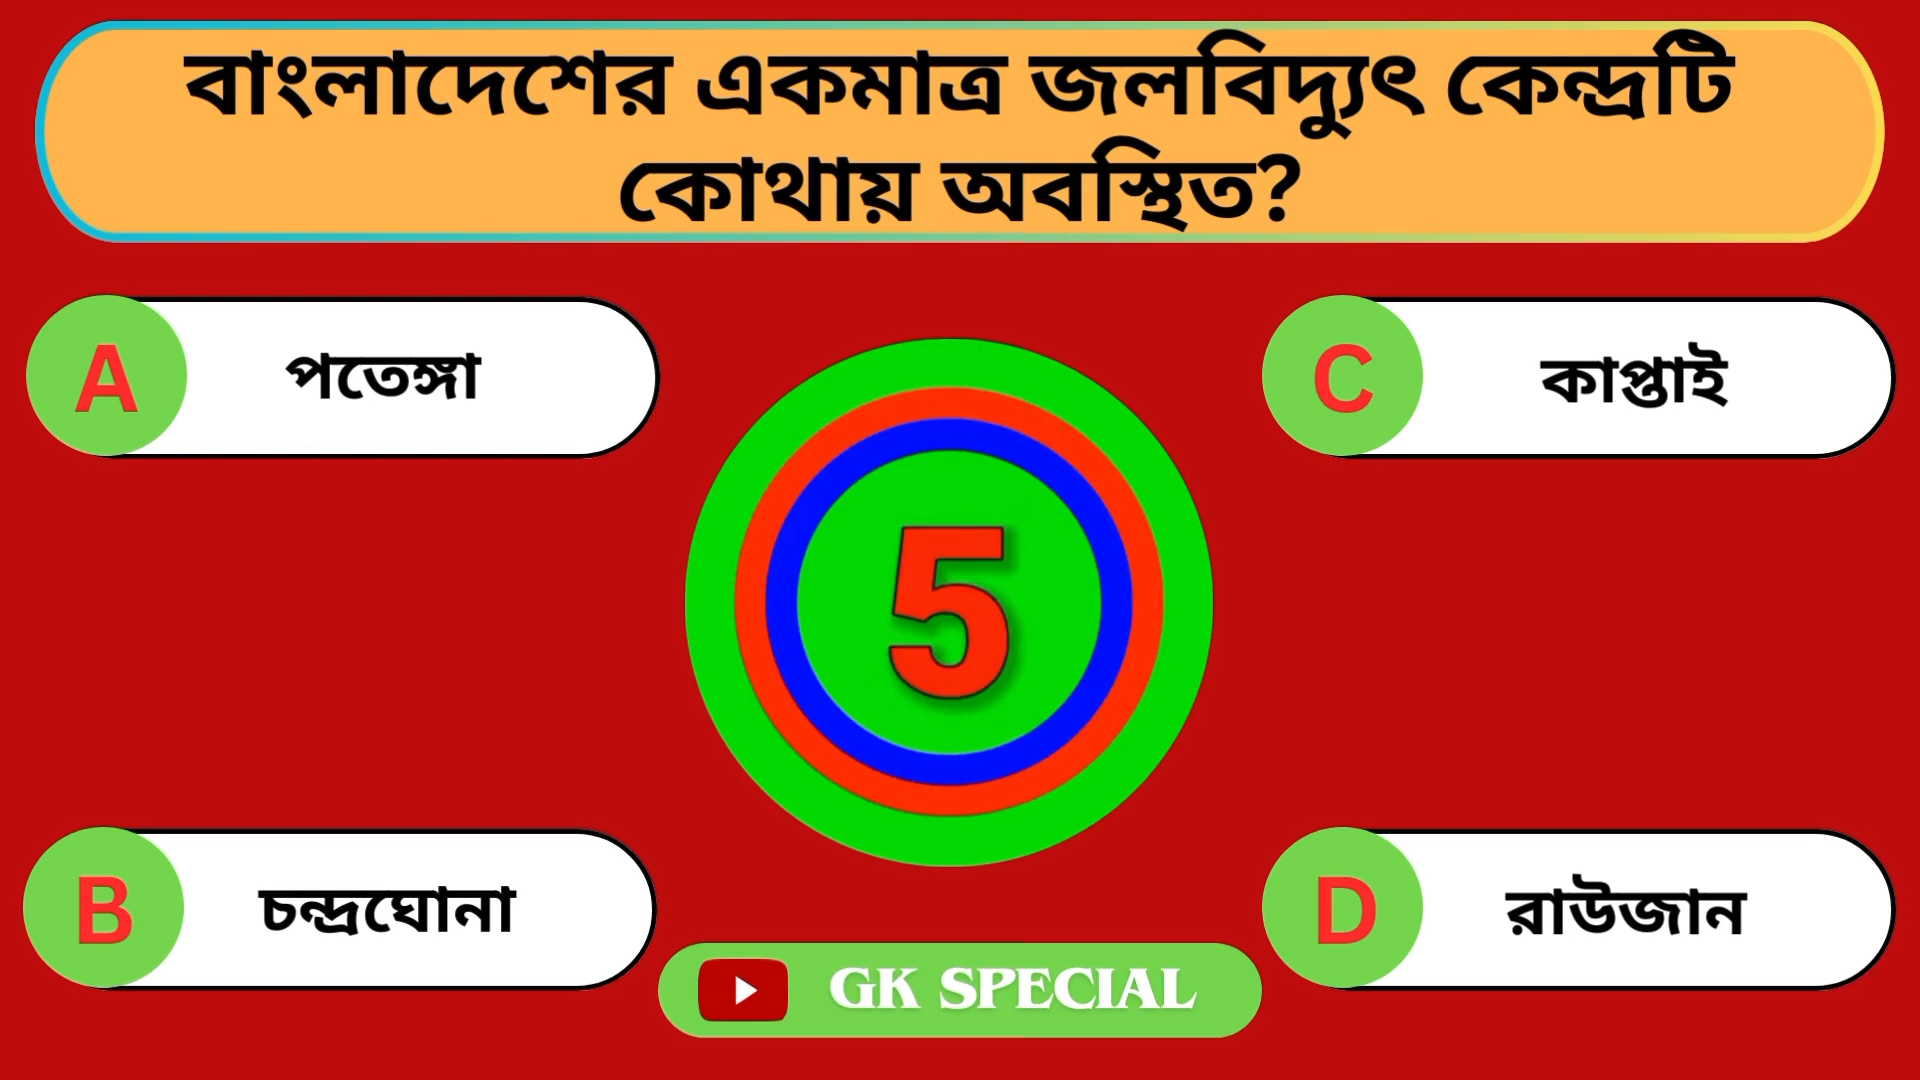 বাংলাদেশের একমাত্র জলবিদ্যুৎ কেন্দ্রটি
কোথায় অবস্থিত?
A পতেঙ্গা
C কাপ্তাই
5
B চন্দ্রঘোনা
D রাউজান
GK SPECIAL